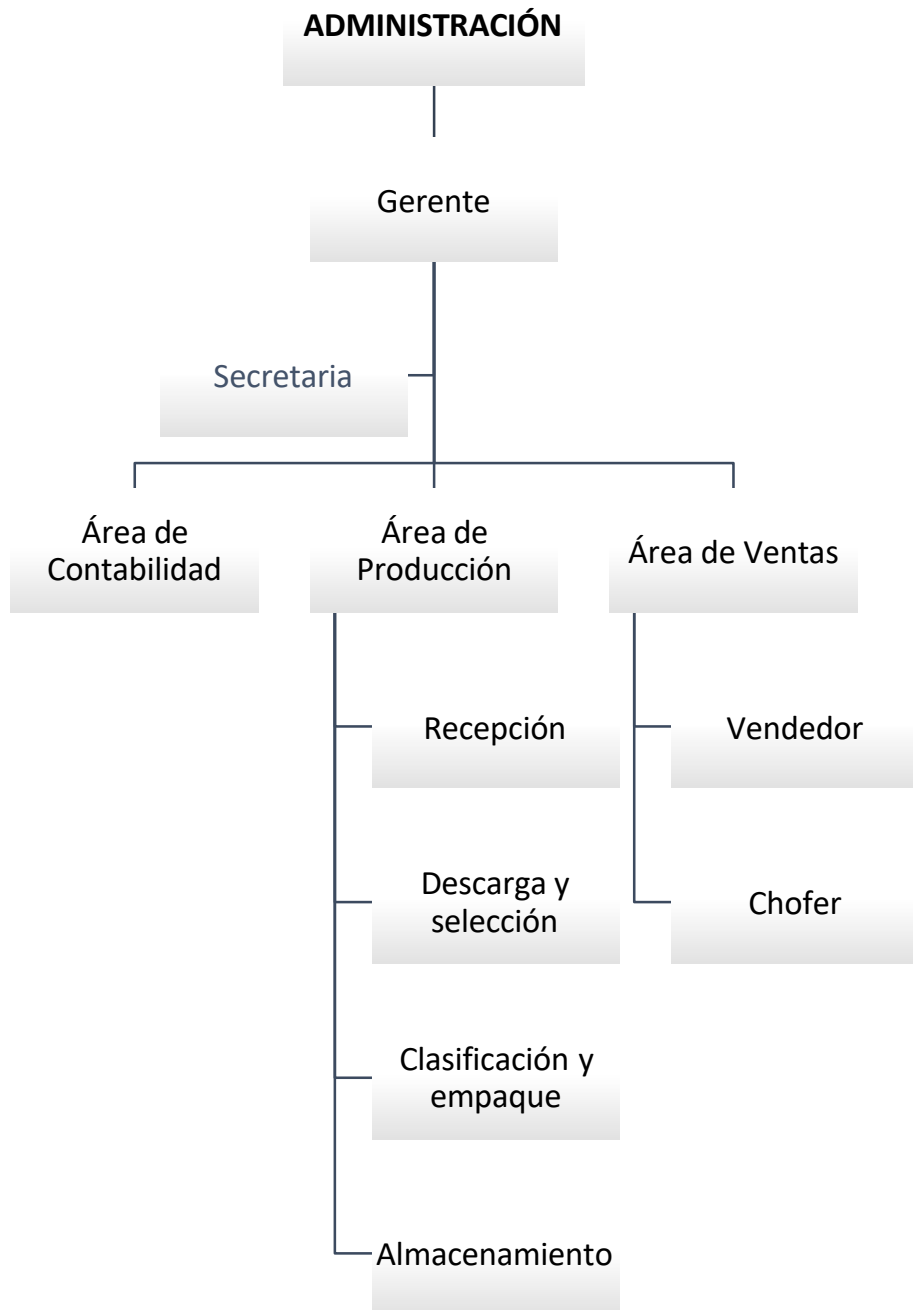 ADMINISTRACIÓN
Gerente
Secretaria
Área de
Contabilidad
Área de
Producción
Área de Ventas
Recepción
Descarga y
selección
Clasificación y
empaque
Almacenamiento
Vendedor
Chofer